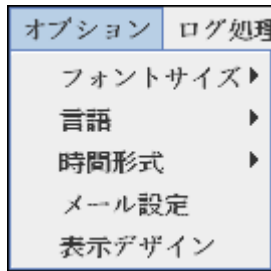 オプション ログ処理
フォントサイズ
言語
時間形式
メール設定
表示デザイン